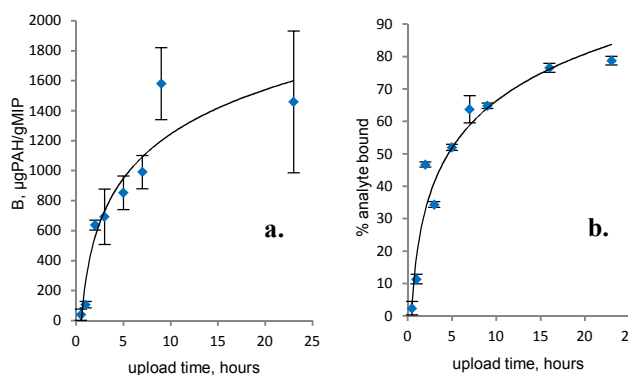 2000
1800
1600
1400
1200
1000
800
600
400
200
0
B, µgPAH/gMIP
0 5 10 15 20 25
upload time, hours
a.
90
80
70
60
50
40
30
20
10
0
% analyte bound
0 5 10 15 20 25
upload time, hours
b.